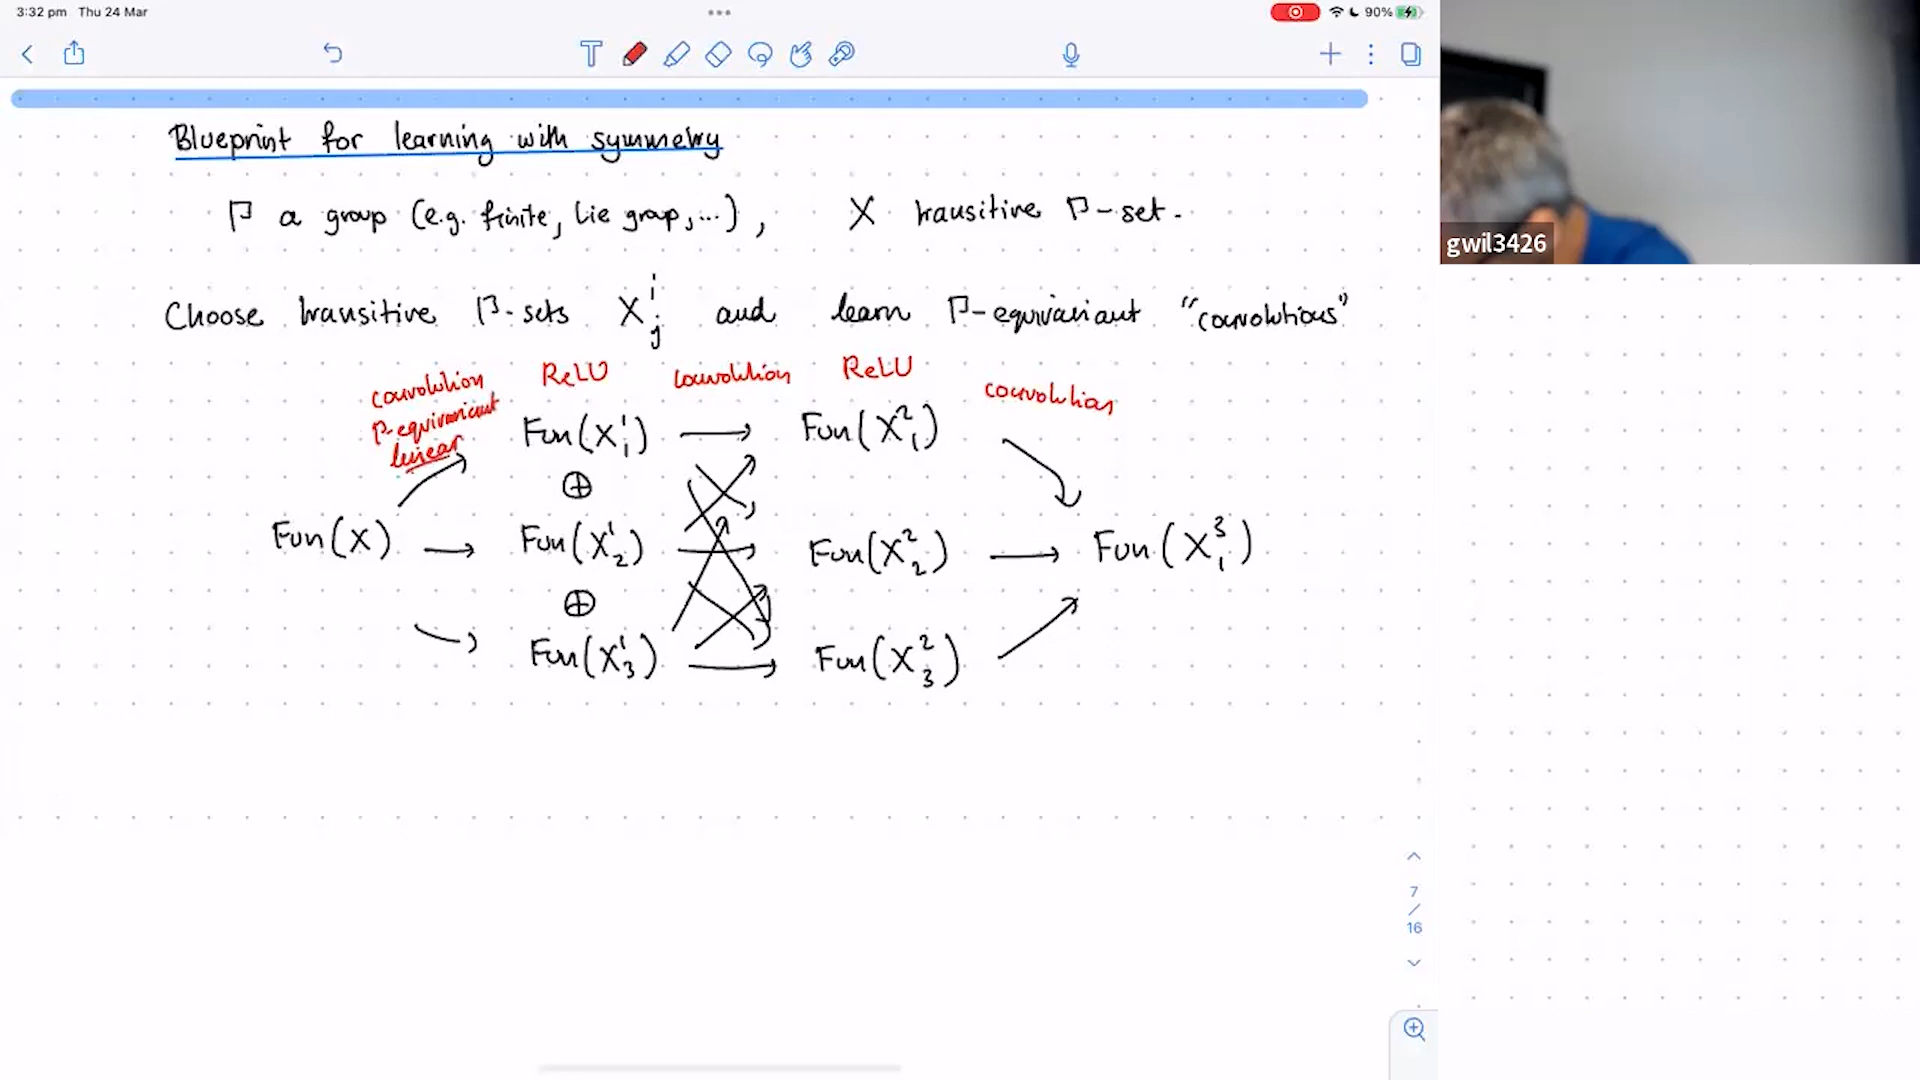 3:32 pm Thu 24 Mar
90%
Blueprint for learning with symmetry
Γ a group (e.g. finite, Lie group, ...), X transitive Γ-set.
Choose transitive Γ-sets X^i_j and learn Γ-equivariant "convolutions"
convolution ReLU convolution ReLU convolution
Γ-equivariant
linear
Fun(X^1_1) → Fun(X^2_1)
⊕
Fun(X) → Fun(X^1_2) → Fun(X^2_2) → Fun(X^3_1)
⊕
Fun(X^1_3) → Fun(X^2_3)
gwil3426
7
/
16